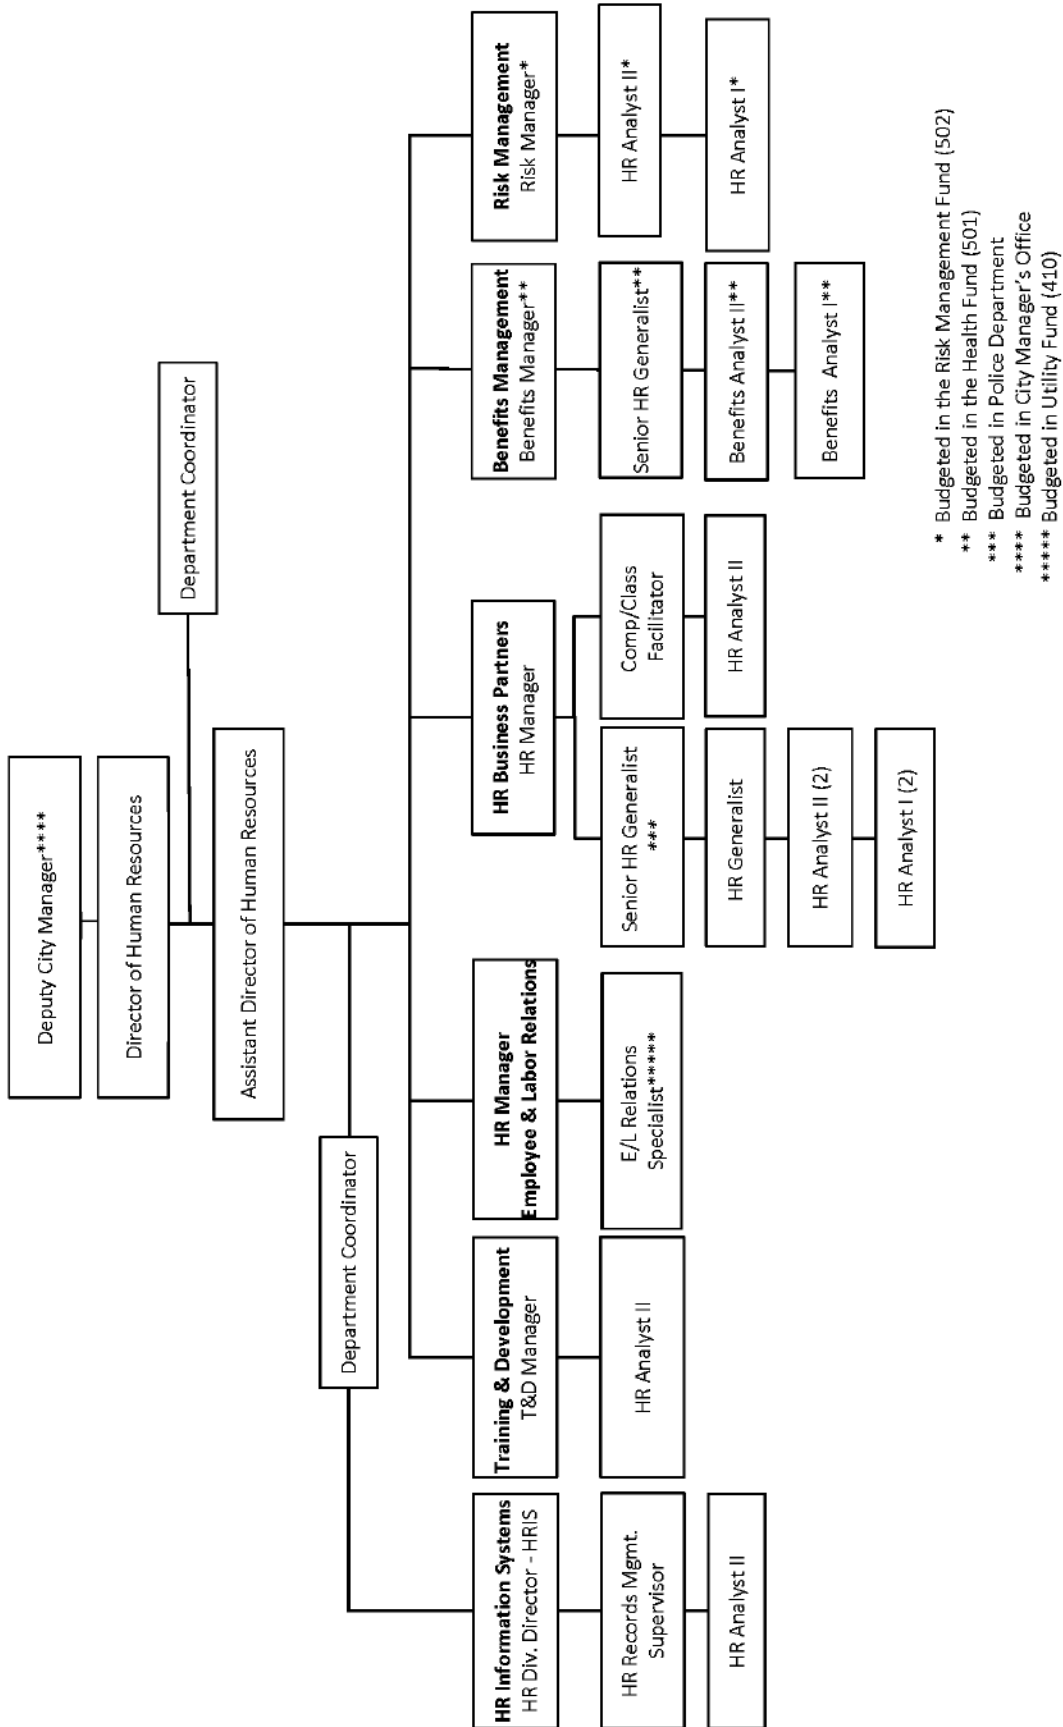 Deputy City Manager****
Director of Human Resources
Department Coordinator
Assistant Director of Human Resources
Department Coordinator
HR Information Systems
HR Div. Director - HRIS
HR Records Mgmt.
Supervisor
HR Analyst II
Training & Development
T&D Manager
HR Analyst II
HR Manager
Employee & Labor Relations
E/L Relations
Specialist*****
HR Business Partners
HR Manager
Senior HR Generalist
***
HR Generalist
HR Analyst II (2)
HR Analyst I (2)
Comp/Class
Facilitator
HR Analyst II
Benefits Management
Benefits Manager**
Senior HR Generalist**
Benefits Analyst II**
Benefits Analyst I**
Risk Management
Risk Manager*
HR Analyst II*
HR Analyst I*
* Budgeted in the Risk Management Fund (502)
** Budgeted in the Health Fund (501)
*** Budgeted in Police Department
**** Budgeted in City Manager's Office
***** Budgeted in Utility Fund (410)